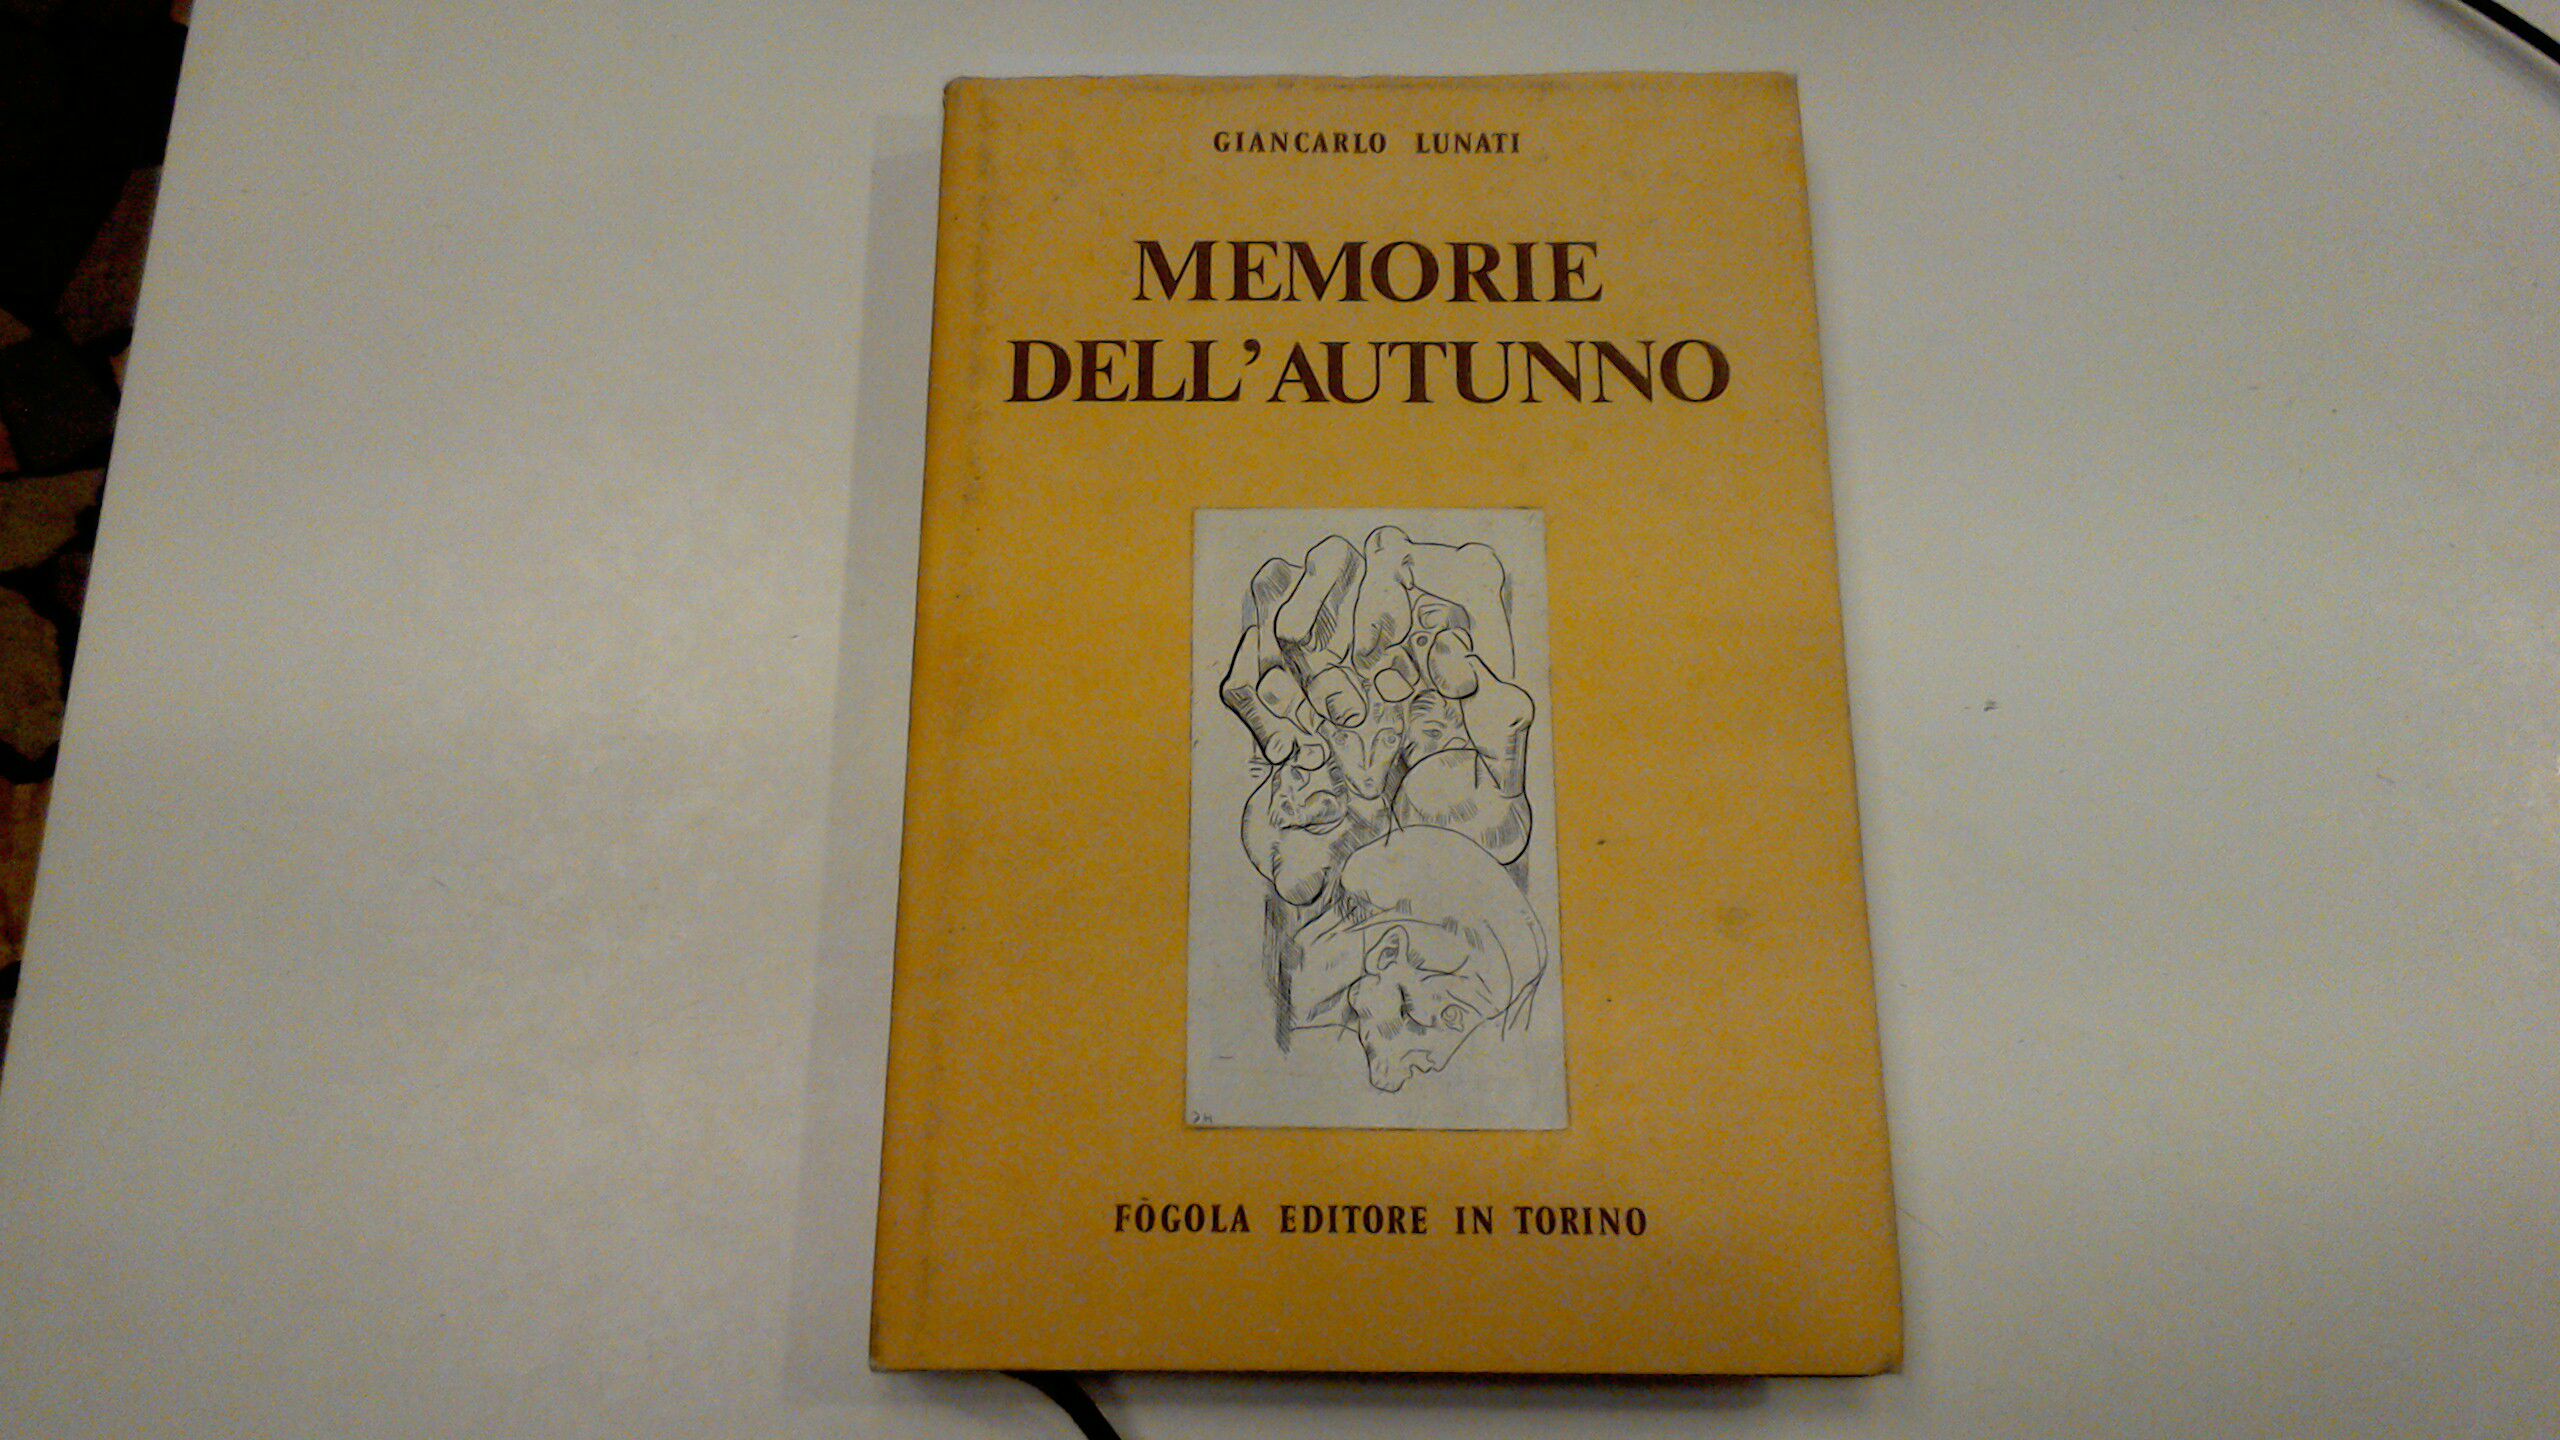 GIANCARLO LUNATI
MEMORIE
DELL'AUTUNNO
FÒGOLA EDITORE IN TORINO